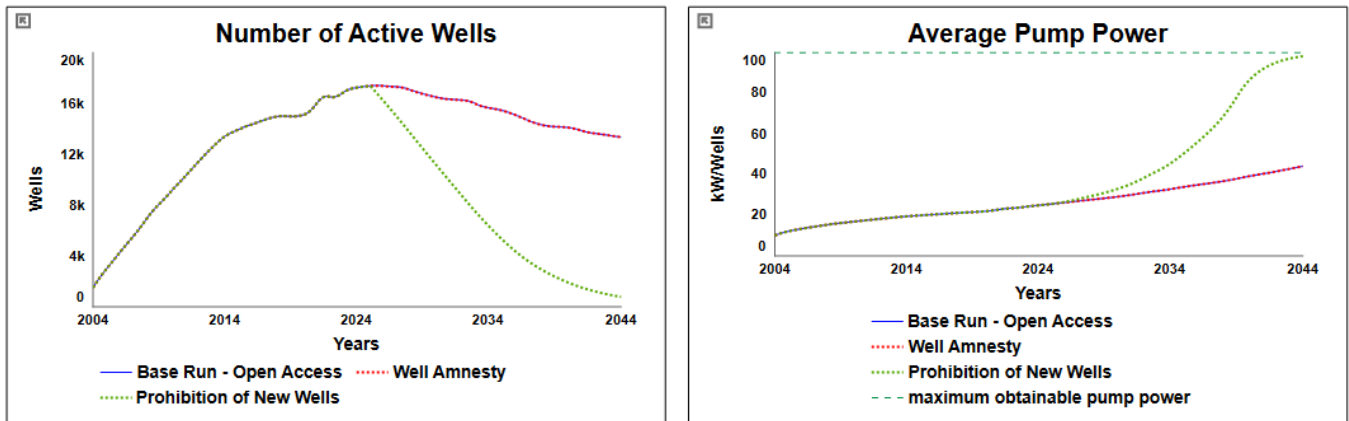 Number of Active Wells
20k
16k
12k
8k
4k
0
Wells
2004 2014 2024 2034 2044
Years
Base Run - Open Access Well Amnesty
Prohibition of New Wells
Average Pump Power
100
80
60
40
20
0
kW/Wells
2004 2014 2024 2034 2044
Years
Base Run - Open Access
Well Amnesty
Prohibition of New Wells
maximum obtainable pump power